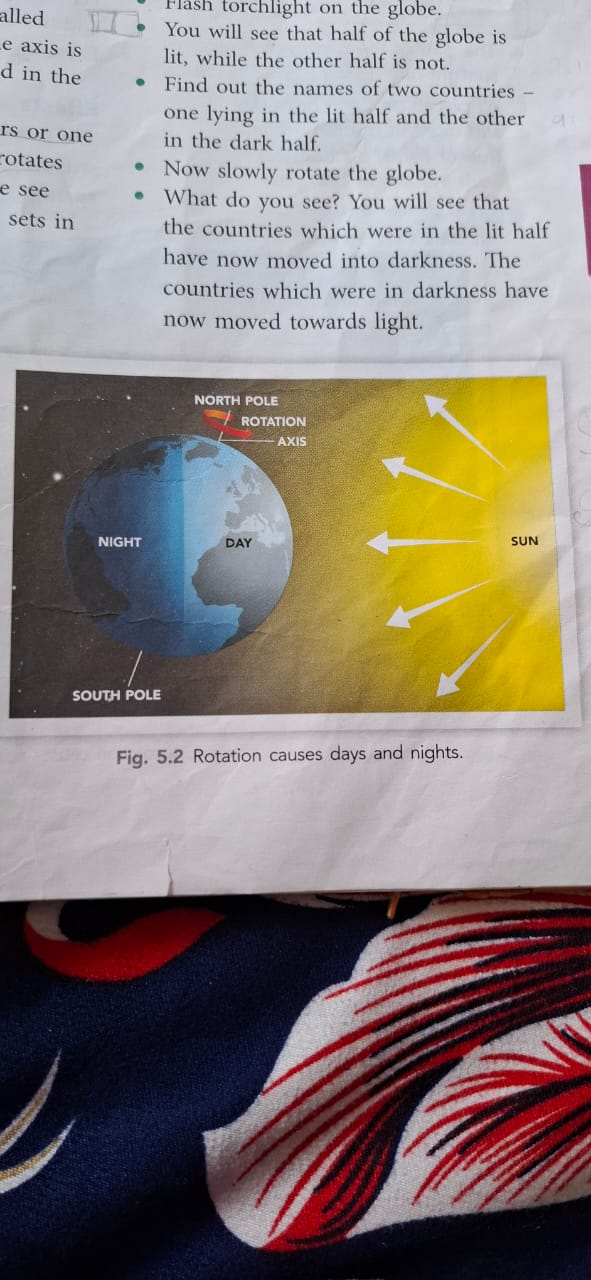 alled
e axis is
d in the
rs or one
rotates
e see
sets in
Flash torchlight on the globe.
• You will see that half of the globe is
lit, while the other half is not.
• Find out the names of two countries –
one lying in the lit half and the other
in the dark half.
• Now slowly rotate the globe.
• What do you see? You will see that
the countries which were in the lit half
have now moved into darkness. The
countries which were in darkness have
now moved towards light.
NORTH POLE
ROTATION
AXIS
NIGHT
DAY
SUN
SOUTH POLE
Fig. 5.2 Rotation causes days and nights.